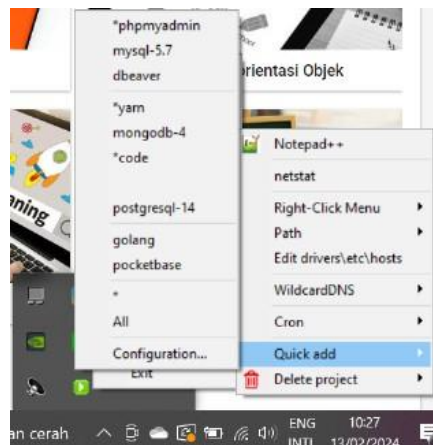 *phpmyadmin
mysql-5.7
dbeaver
*yarn
mongodb-4
*code
postgresql-14
golang
pocketbase
*
All
Configuration...
Exit
orientasi Objek
Notepad++
netstat
Right-Click Menu
Path
Edit drivers\etc\hosts
WildcardDNS
Cron
Quick add
Delete project
an cerah
ENG
INTL
10:27
13/02/2024